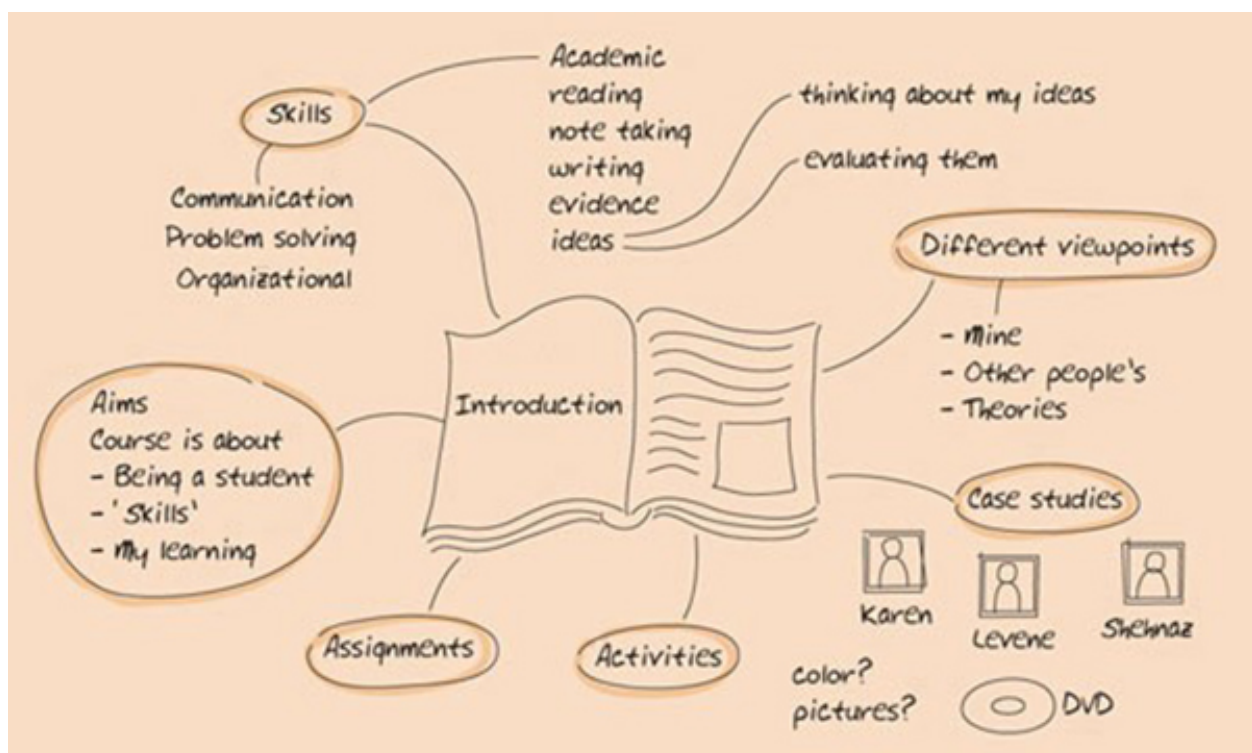 Skills
Communication
Problem solving
Organizational
Academic
reading
note taking
writing
evidence
ideas
thinking about my ideas
evaluating them
Different viewpoints
- Mine
- Other people's
- Theories
Introduction
Aims
Course is about
- Being a student
- 'Skills'
- My learning
Case studies
Karen
Levene
Shehnaz
Assignments
Activities
color?
pictures?
DVD